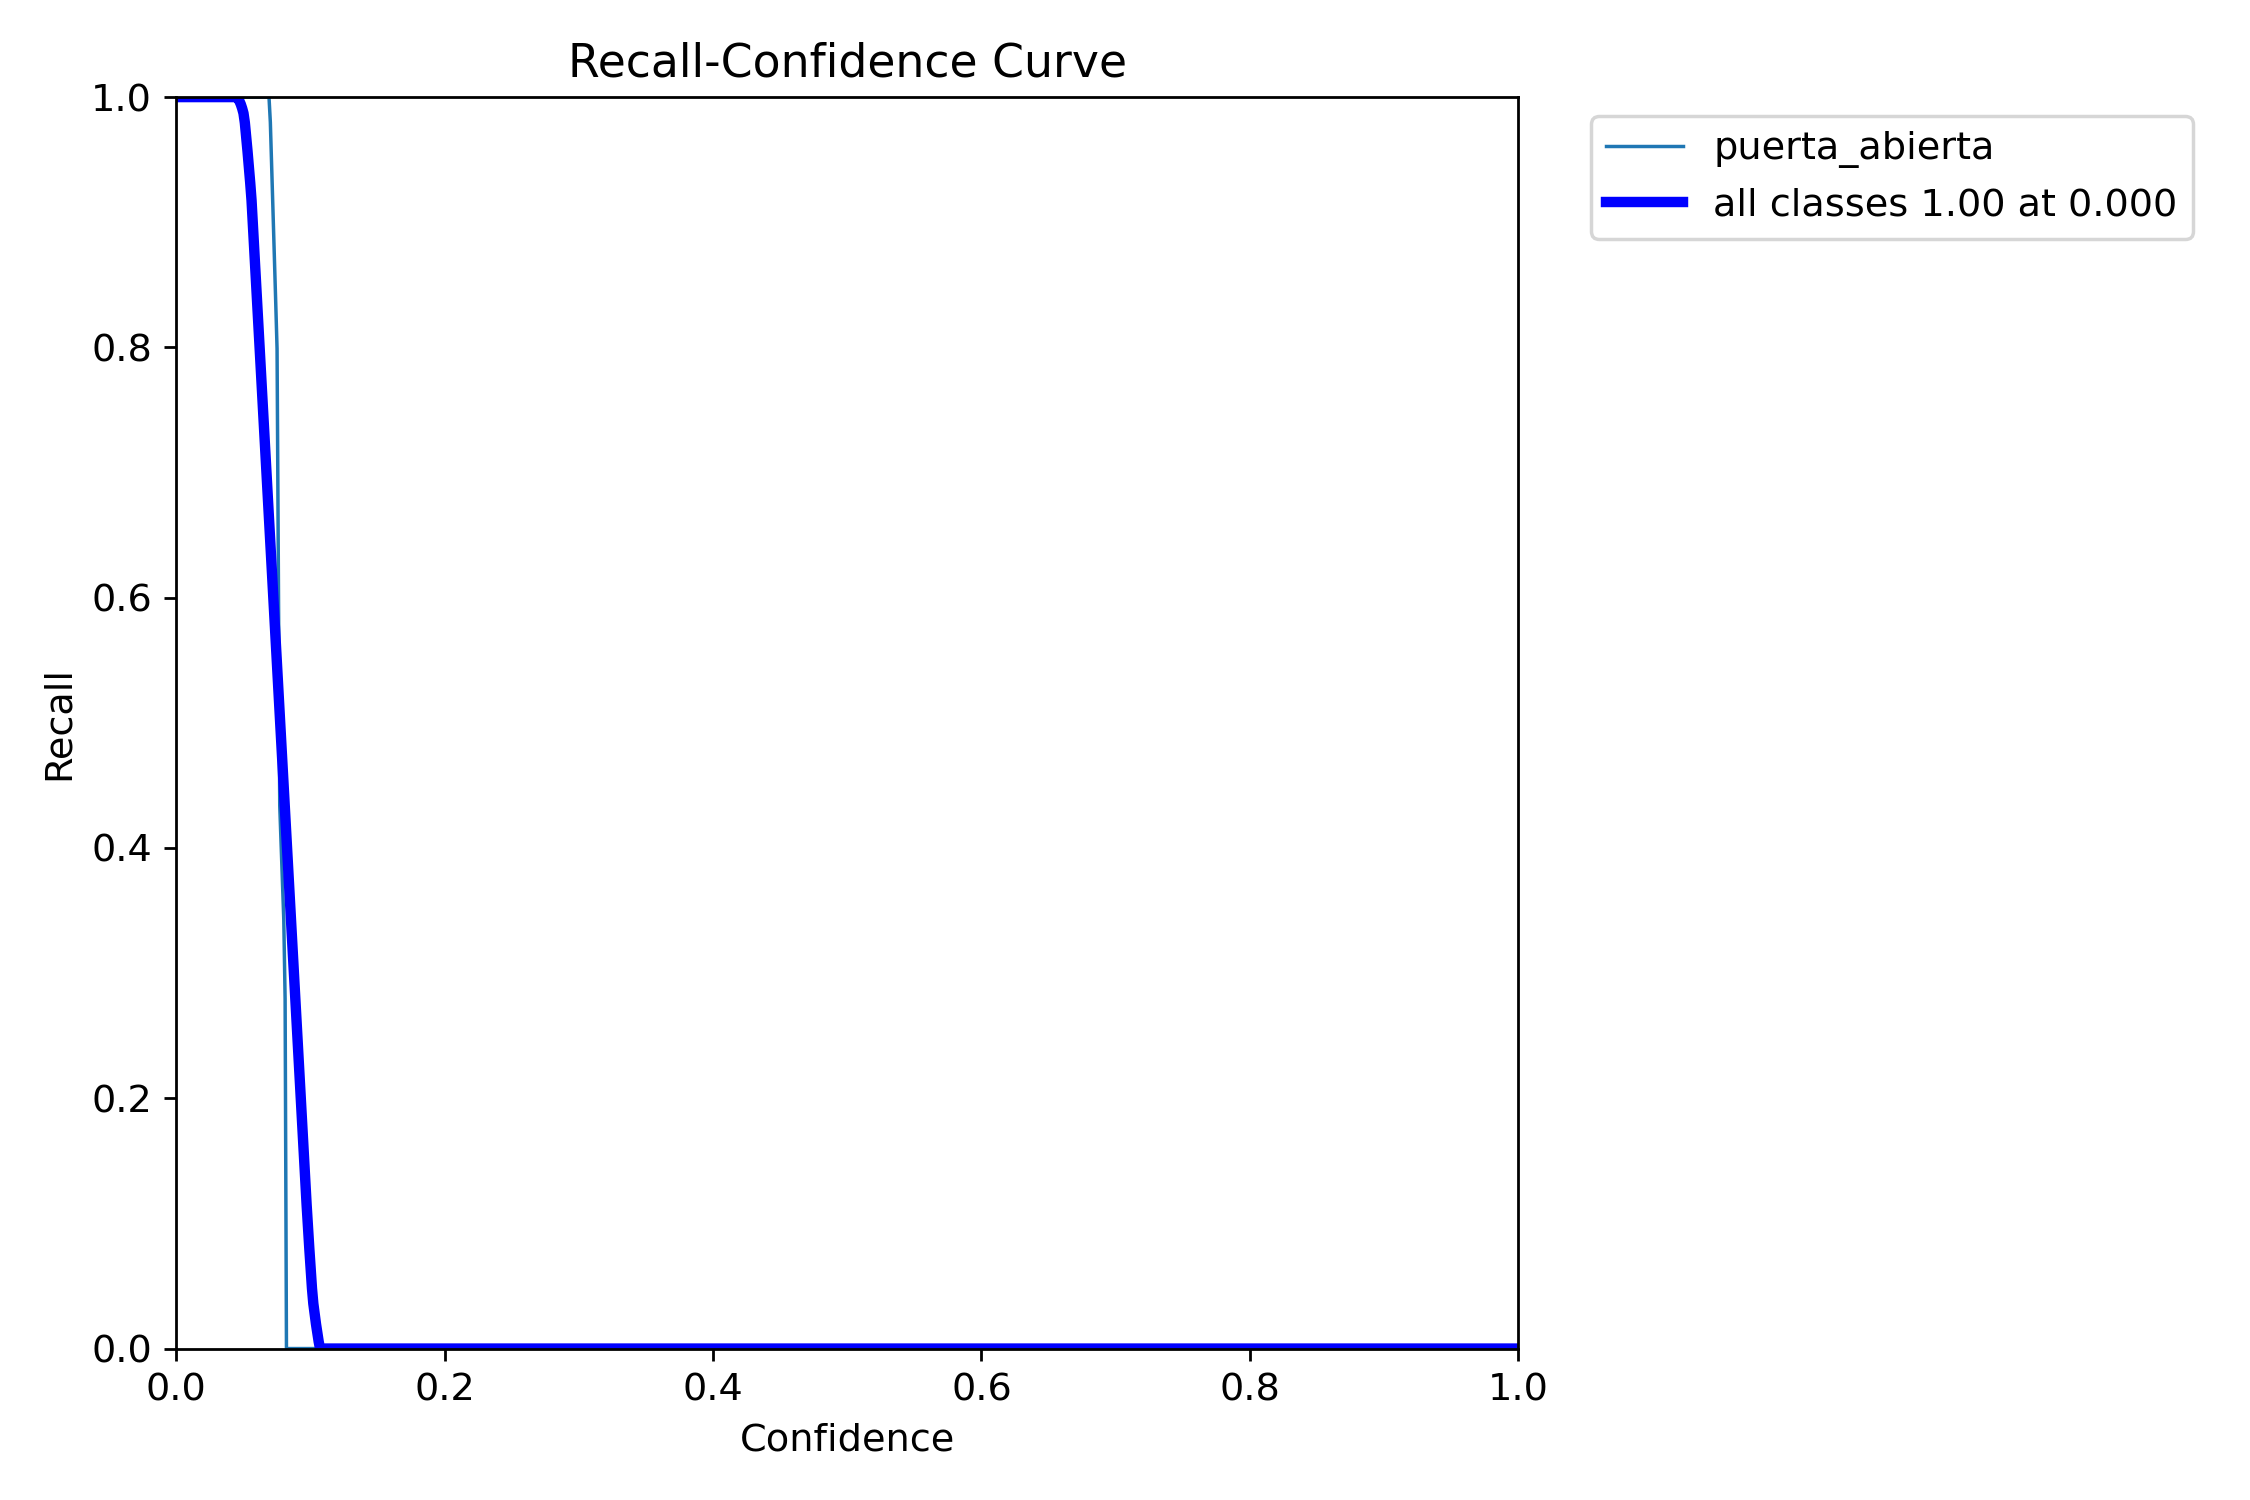 Recall-Confidence Curve
puerta_abierta
all classes 1.00 at 0.000
1.0
0.8
0.6
0.4
0.2
0.0
Recall
0.0 0.2 0.4 0.6 0.8 1.0
Confidence